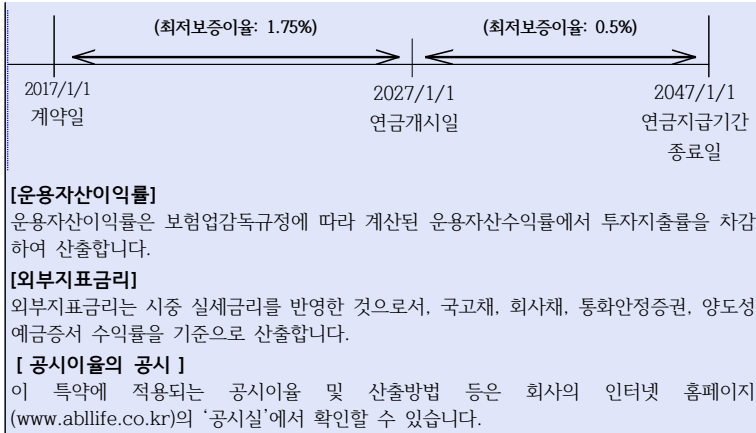 (최저보증이율: 1.75%) (최저보증이율: 0.5%)
2017/1/1 2027/1/1 2047/1/1
계약일 연금개시일 연금지급기간
종료일
[운용자산이익률]
운용자산이익률은 보험업감독규정에 따라 계산된 운용자산수익률에서 투자지출률을 차감
하여 산출합니다.
[외부지표금리]
외부지표금리는 시중 실세금리를 반영한 것으로서, 국고채, 회사채, 통화안정증권, 양도성
예금증서 수익률을 기준으로 산출합니다.
[ 공시이율의 공시 ]
이 특약에 적용되는 공시이율 및 산출방법 등은 회사의 인터넷 홈페이지
(www.abllife.co.kr)의 ‘공시실’에서 확인할 수 있습니다.